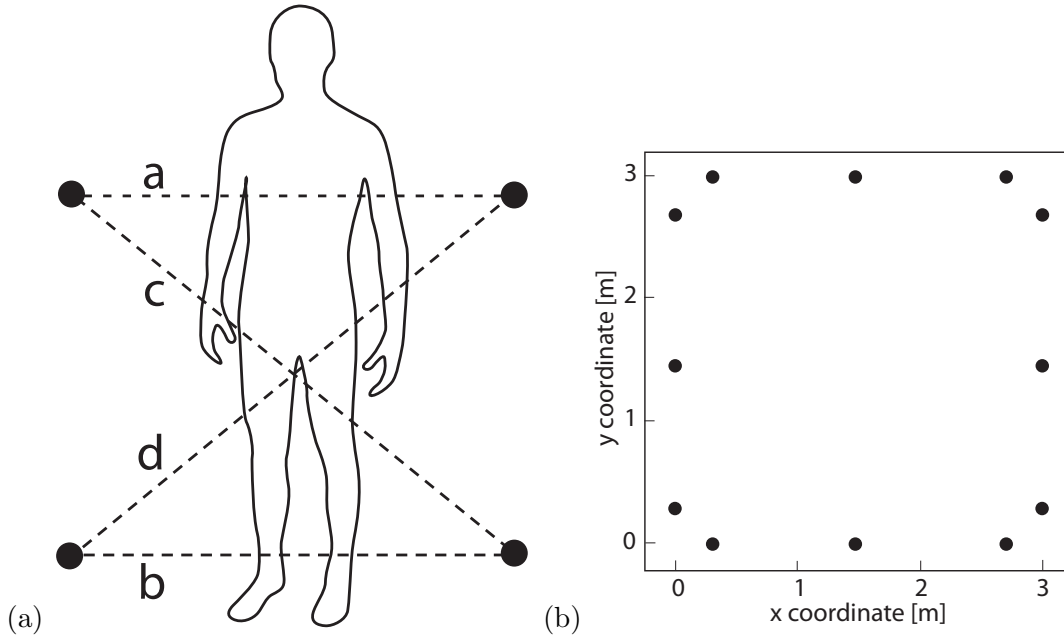 a
c
d
b
(a)
3
2
1
0
y coordinate [m]
0 1 2 3
x coordinate [m]
(b)